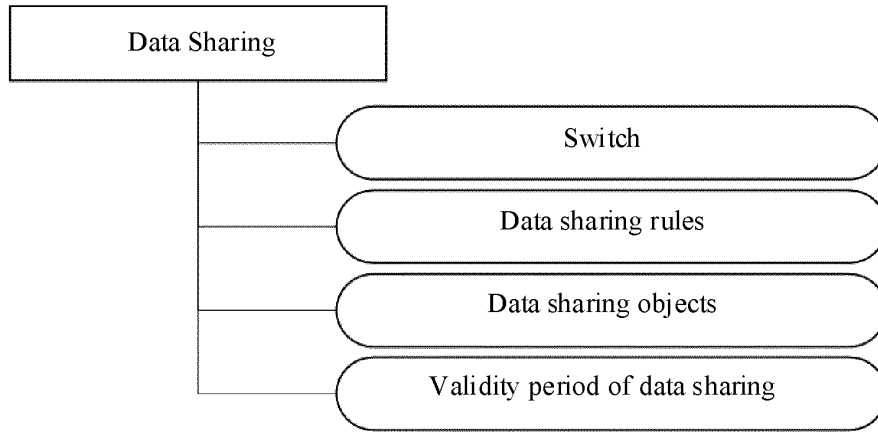 Data Sharing
Switch
Data sharing rules
Data sharing objects
Validity period of data sharing